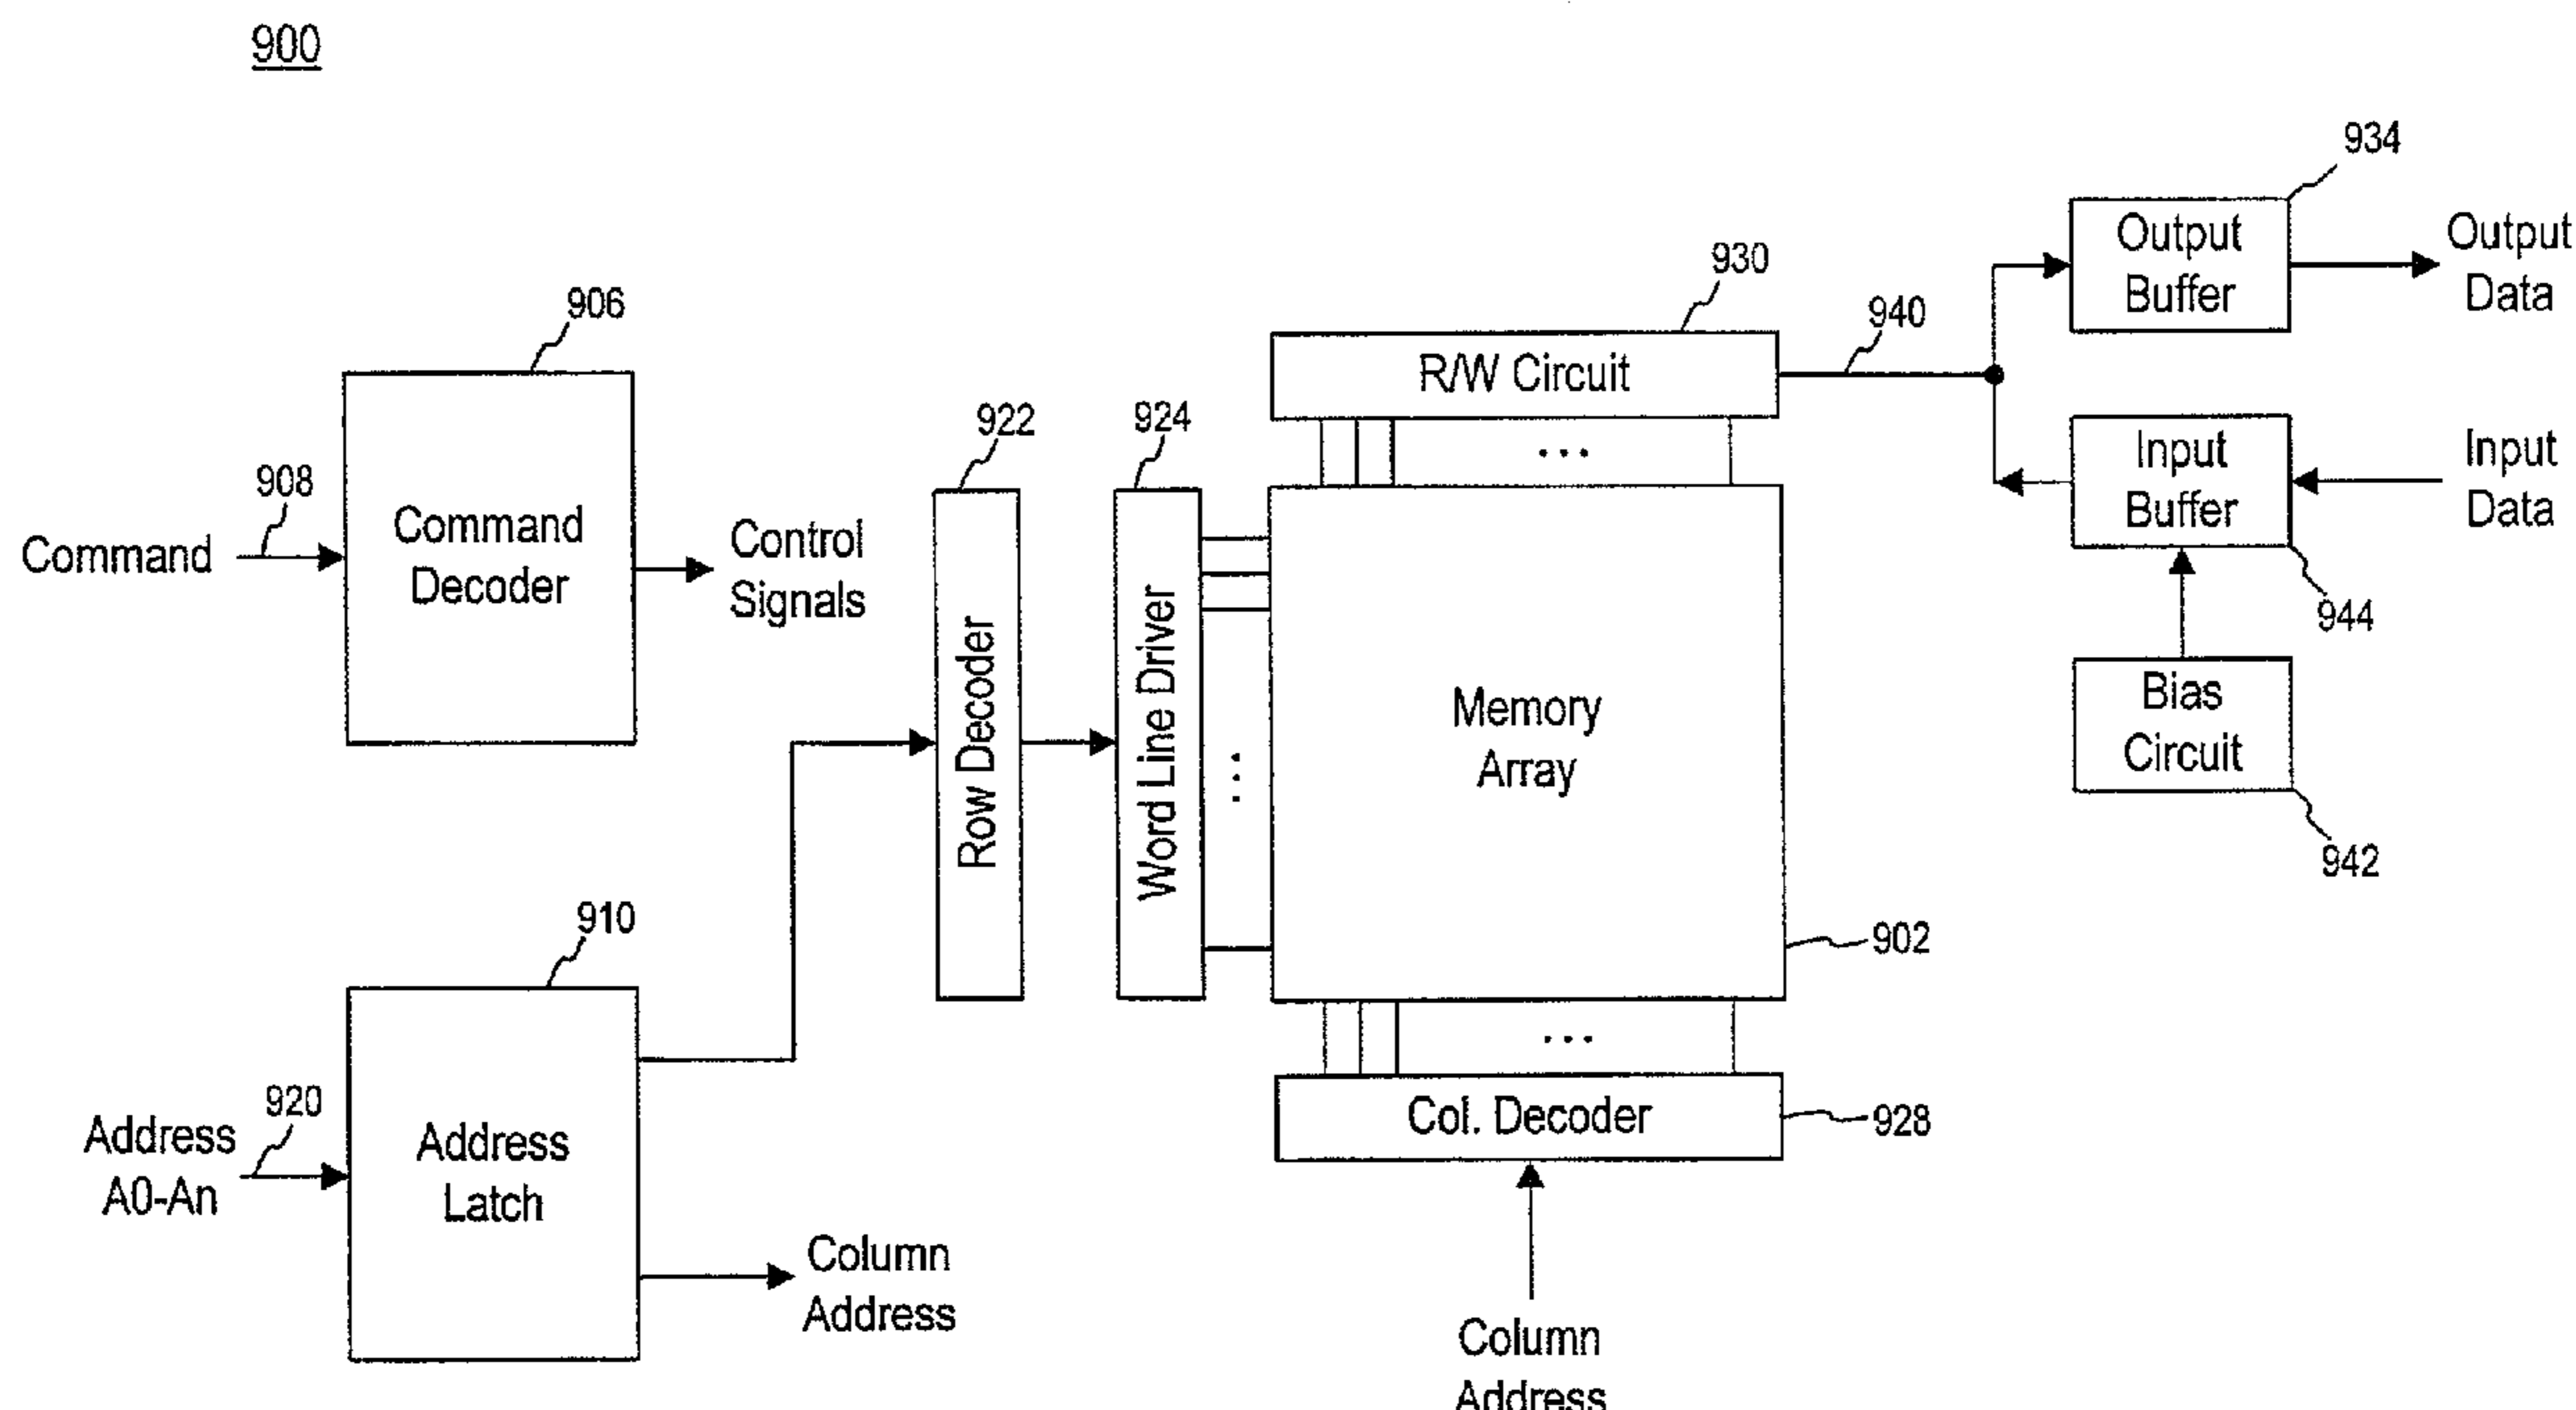 900
934
Output
Buffer
Output
Data
930
940
R/W Circuit
906
Command
Decoder
908
Command
Control
Signals
922
Row Decoder
924
Word Line Driver
...
Input
Buffer
Input
Data
944
Bias
Circuit
942
Memory
Array
...
902
910
Address
Latch
920
Address
A0-An
Column
Address
...
Col. Decoder
928
Column
Address